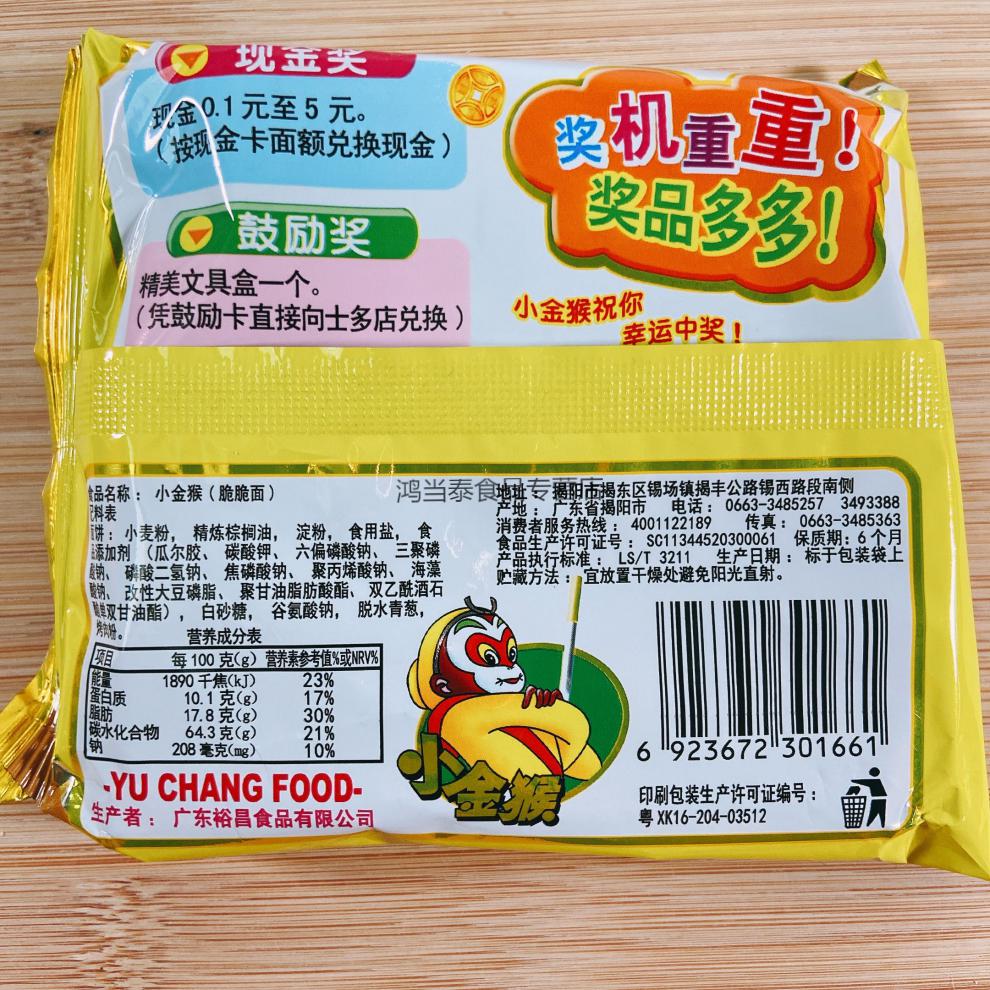 现金奖
现金0.1元至5元。
（按现金卡面额兑换现金）
鼓励奖
精美文具盒一个。
（凭鼓励卡直接向士多店兑换）
奖机重重！
奖品多多！
小金猴祝你
幸运中奖！
鸿当泰食品专营店
食品名称：小金猴（脆脆面）
配料表
面饼：小麦粉，精炼棕榈油，淀粉，食用盐，食
品添加剂（瓜尔胶、碳酸钾、六偏磷酸钠、三聚磷
酸钠、磷酸二氢钠、焦磷酸钠、聚丙烯酸钠、海藻
酸钠、改性大豆磷脂、聚甘油脂肪酸酯、双乙酰酒石
酸单双甘油酯），白砂糖，谷氨酸钠，脱水青葱，
烤肉粉。
营养成分表
项目 每100克(g) 营养素参考值%或NRV%
能量 1890千焦(kJ) 23%
蛋白质 10.1克(g) 17%
脂肪 17.8克(g) 30%
碳水化合物 64.3克(g) 21%
钠 208毫克(mg) 10%
-YU CHANG FOOD-
生产者：广东裕昌食品有限公司
地址：揭阳市揭东区锡场镇揭丰公路锡西路段南侧
产地：广东省揭阳市 电话：0663-3485257 3493388
消费者服务热线：4001122189 传真：0663-3485363
食品生产许可证号：SC11344520300061 保质期：6个月
产品执行标准：LS/T 3211 生产日期：标于包装袋上
贮藏方法：宜放置干燥处避免阳光直射。
小金猴
6 923672 301661
印刷包装生产许可证编号：
粤XK16-204-03512